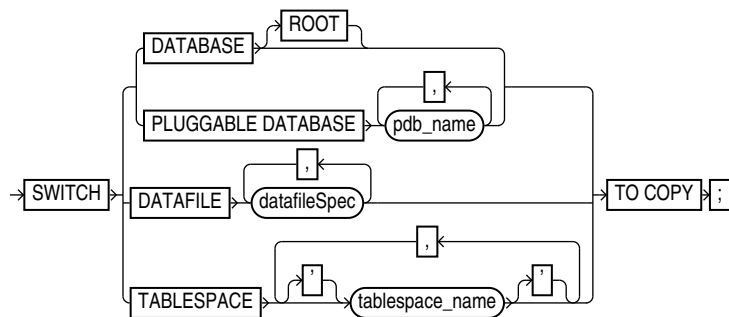 ROOT
DATABASE
,
PLUGGABLE DATABASE pdb_name
,
SWITCH DATAFILE datafileSpec TO COPY ;
,
' '
TABLESPACE tablespace_name